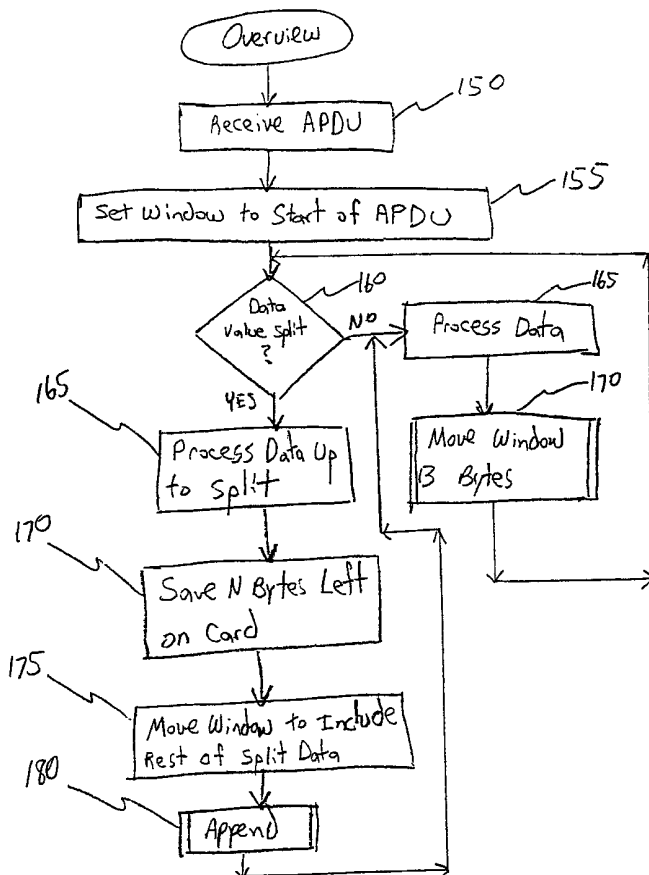 Overview
150
Receive APDU
155
Set Window to Start of APDU
160
Data
Value Split
?
NO
165
Process Data
YES
170
Move Window
B Bytes
165
Process Data Up
to Split
170
Save N Bytes Left
on Card
175
Move Window to Include
Rest of Split Data
180
Append